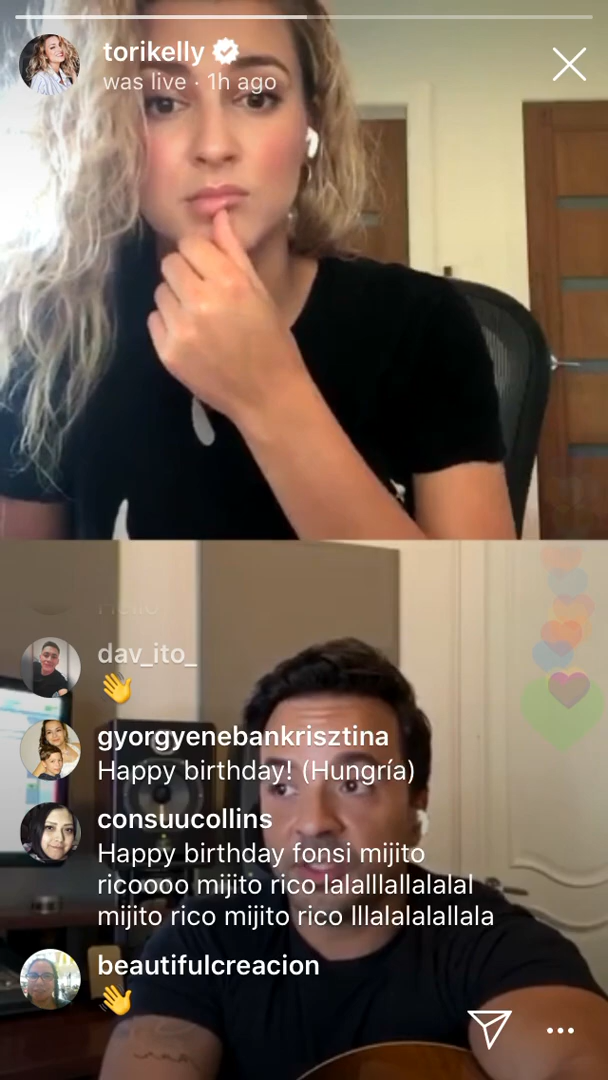 torikelly
was live · 1h ago
Hello
dav_ito_
👋
gyorgyenebankrisztina
Happy birthday! (Hungría)
consuucollins
Happy birthday fonsi mijito
ricoooo mijito rico lalalllallalalal
mijito rico mijito rico lllalalalallala
beautifulcreacion
👋